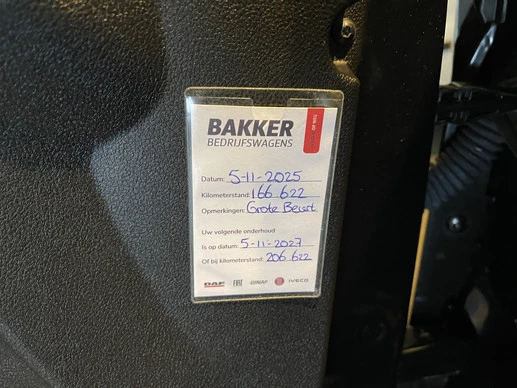 BAKKER
BEDRIJFSWAGENS
Datum: 5-11-2025
Kilometerstand: 166 622
Opmerkingen: Grote Beurt
Uw volgende onderhoud
Is op datum: 5-11-2027
Of bij kilometerstand: 206 622
DAF FIAT IVECO